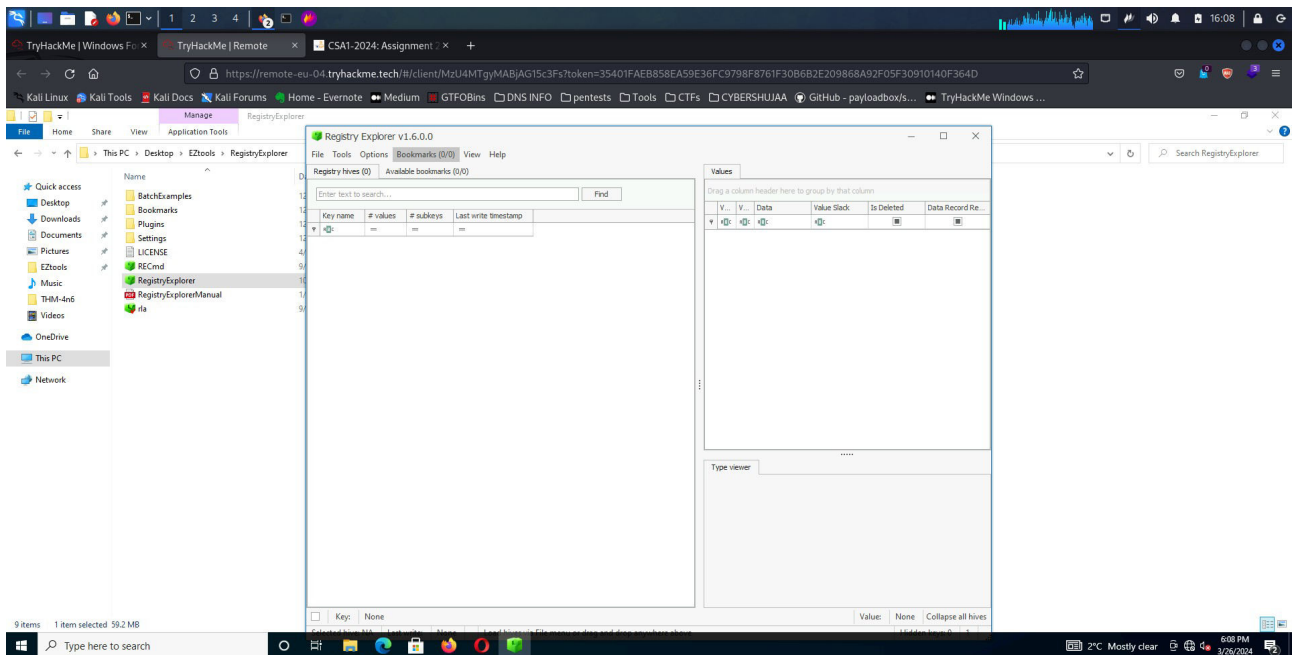 1 2 3 4 2 16:08
TryHackMe | Windows Fo TryHackMe | Remote CSA1-2024: Assignment 2
https://remote-eu-04.tryhackme.tech/#/client/MzU4MTgyMABjAG15c3Fs?token=35401FAEB858EA59E36FC9798F8761F30B6B2E209868A92F05F30910140F364D
Kali Linux Kali Tools Kali Docs Kali Forums Home - Evernote Medium GTFOBins DNS INFO pentests Tools CTFs CYBERSHUJAA GitHub - payloadbox/s... TryHackMe Windows ...
Manage RegistryExplorer
File Home Share View Application Tools
This PC > Desktop > EZtools > RegistryExplorer
Search RegistryExplorer
Quick access
Desktop
Downloads
Documents
Pictures
EZtools
Music
THM-4n6
Videos
OneDrive
This PC
Network
Name
BatchExamples
Bookmarks
Plugins
Settings
LICENSE
RECmd
RegistryExplorer
RegistryExplorerManual
rla
Registry Explorer v1.6.0.0
File Tools Options Bookmarks (0/0) View Help
Registry hives (0) Available bookmarks (0/0)
Enter text to search... Find
Key name # values # subkeys Last write timestamp
Values
Drag a column header here to group by that column
V... V... Data Value Slack Is Deleted Data Record Re...
Type viewer
Key: None
Value: None Collapse all hives
9 items 1 item selected 59.2 MB
Type here to search
2°C Mostly clear
6:08 PM
3/26/2024